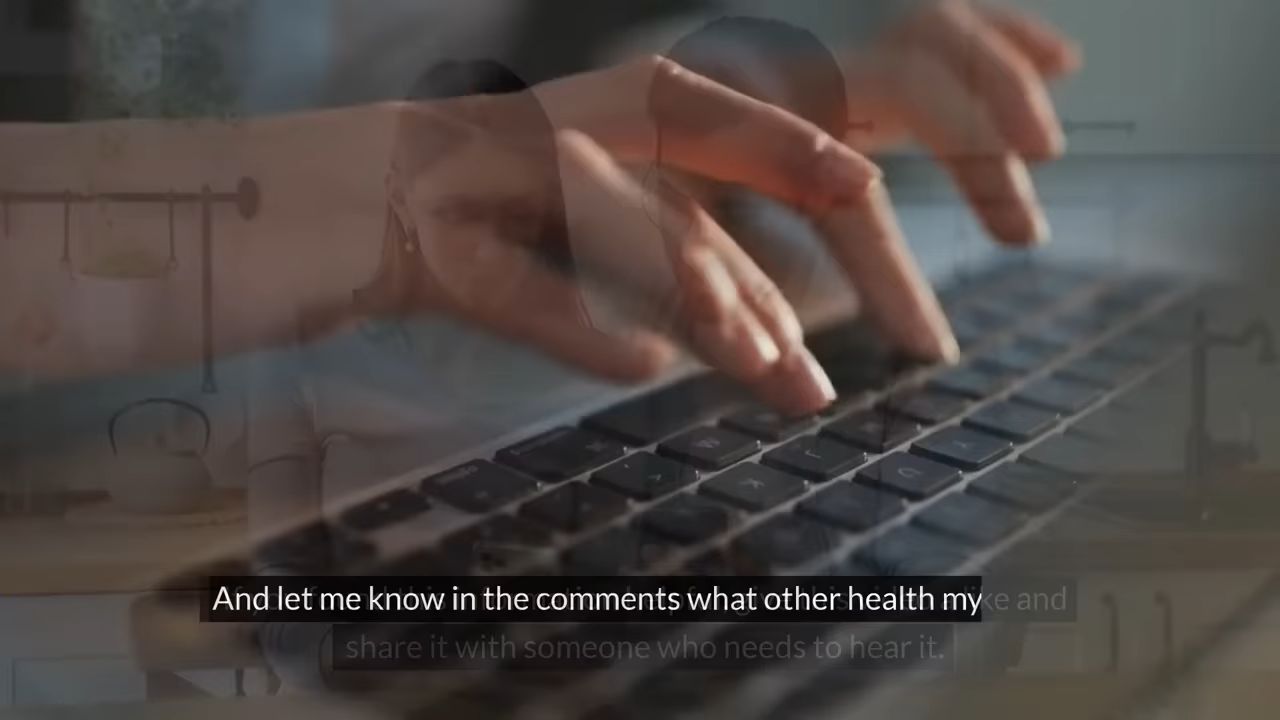 And let me know in the comments what other health my
like and
share it with someone who needs to hear it.